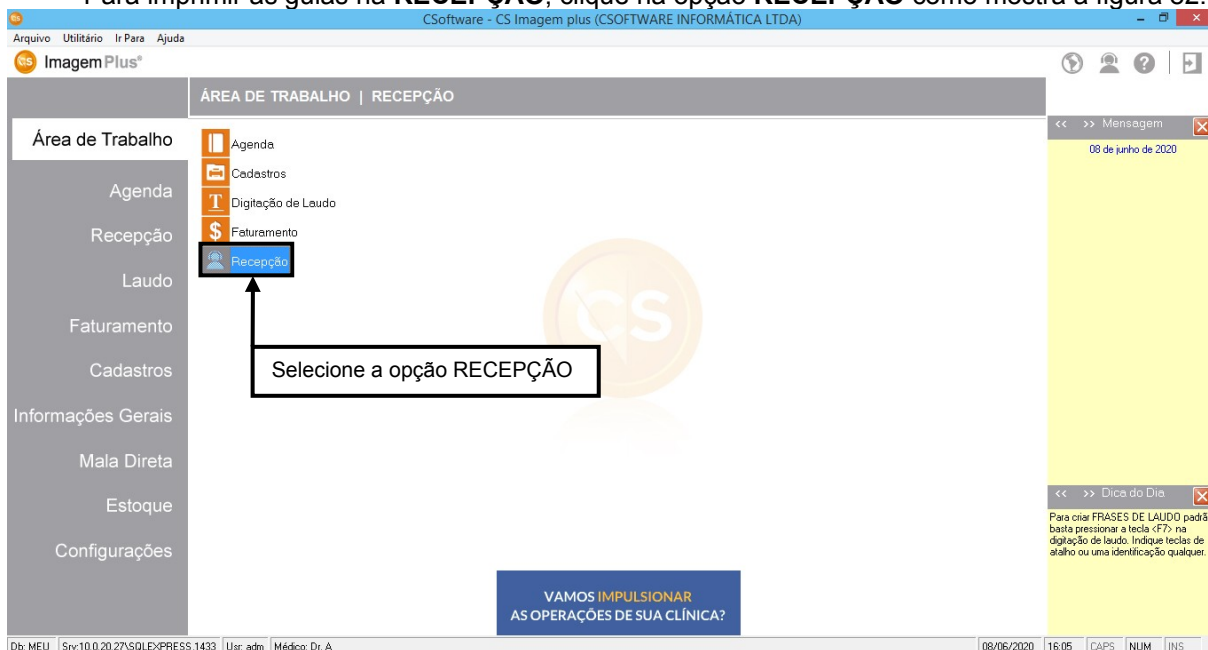 Para imprimir as guias na RECEPÇÃO, clique na opção RECEPÇÃO como mostra a figura 82.
CSoftware - CS Imagem plus (CSOFTWARE INFORMÁTICA LTDA)
Arquivo Utilitário Ir Para Ajuda
cs Imagem Plus®
ÁREA DE TRABALHO | RECEPÇÃO
<< >> Mensagem
08 de junho de 2020
Área de Trabalho
Agenda
Recepção
Laudo
Faturamento
Cadastros
Informações Gerais
Mala Direta
Estoque
Configurações
Agenda
Cadastros
T Digitação de Laudo
$ Faturamento
Recepção
CS
Selecione a opção RECEPÇÃO
<< >> Dica do Dia
Para criar FRASES DE LAUDO padrã
basta pressionar a tecla <F7> na
digitação de laudo. Indique teclas de
atalho ou uma identificação qualquer.
VAMOS IMPULSIONAR
AS OPERAÇÕES DE SUA CLÍNICA?
Db: MEU Srv:10.0.20.27\SQLEXPRESS,1433 Usr: adm Médico: Dr. A 08/06/2020 16:05 CAPS NUM INS